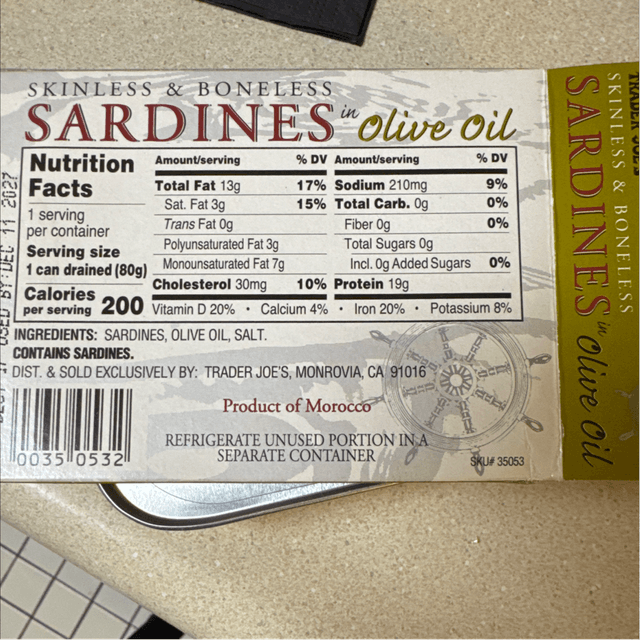 SKINLESS & BONELESS
SARDINES in Olive Oil
Nutrition
Facts
1 serving
per container
Serving size
1 can drained (80g)
Calories
per serving 200
Amount/serving % DV
Total Fat 13g 17%
Sat. Fat 3g 15%
Trans Fat 0g
Polyunsaturated Fat 3g
Monounsaturated Fat 7g
Cholesterol 30mg 10%
Amount/serving % DV
Sodium 210mg 9%
Total Carb. 0g 0%
Fiber 0g 0%
Total Sugars 0g
Incl. 0g Added Sugars 0%
Protein 19g
Vitamin D 20% • Calcium 4% • Iron 20% • Potassium 8%
INGREDIENTS: SARDINES, OLIVE OIL, SALT.
CONTAINS SARDINES.
DIST. & SOLD EXCLUSIVELY BY: TRADER JOE'S, MONROVIA, CA 91016
Product of Morocco
REFRIGERATE UNUSED PORTION IN A
SEPARATE CONTAINER
0035 0532
SKU# 35053
USED BY: DEC 11 2027
SKINLESS & BONELESS
SARDINES in Olive Oil